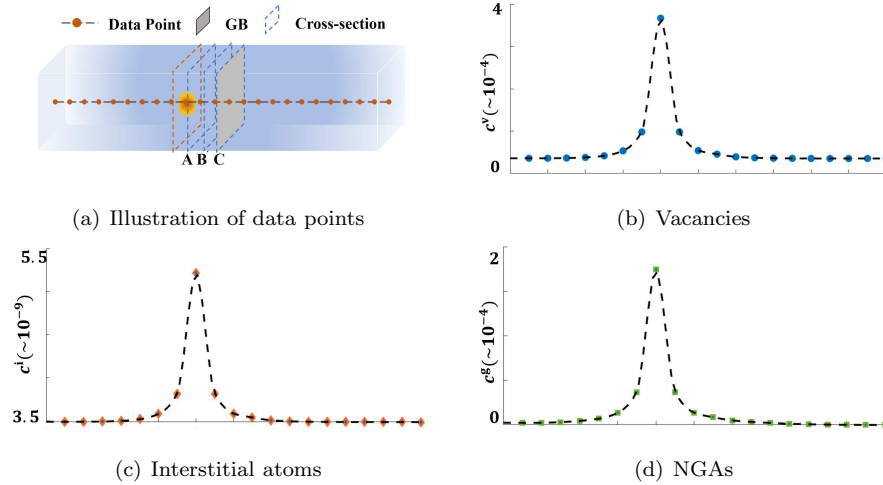 Data Point GB Cross-section
A B C
(a) Illustration of data points
4
c^v(~10^-4)
0
(b) Vacancies
5.5
c^i(~10^-9)
3.5
(c) Interstitial atoms
2
c^g(~10^-4)
0
(d) NGAs